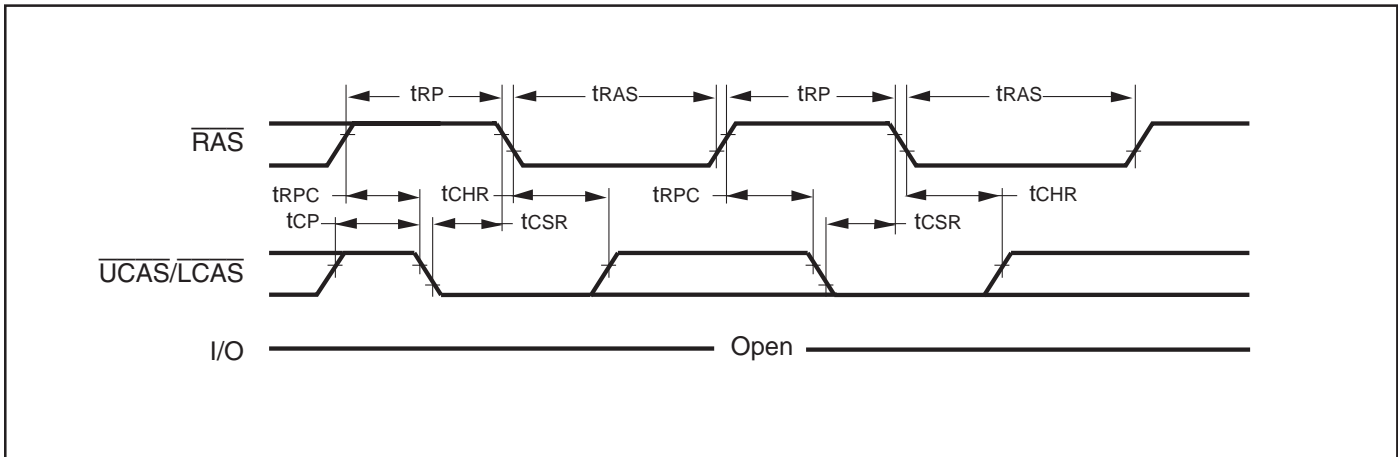 tRP tRAS tRP tRAS
RAS
tRPC tCHR tRPC tCHR
tCP tCSR tCSR
UCAS/LCAS
I/O Open